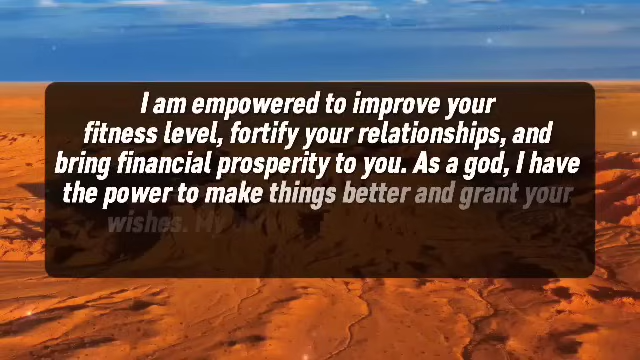 I am empowered to improve your
fitness level, fortify your relationships, and
bring financial prosperity to you. As a god, I have
the power to make things better and grant your
wishes. My